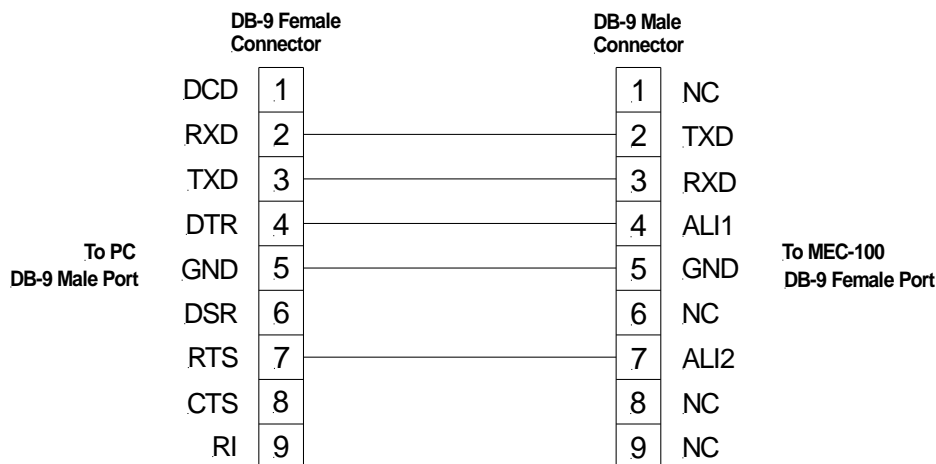 DB-9 Female
Connector
DB-9 Male
Connector
DCD 1 1 NC
RXD 2 2 TXD
TXD 3 3 RXD
DTR 4 4 ALI1
To PC
DB-9 Male Port
GND 5 5 GND
To MEC-100
DB-9 Female Port
DSR 6 6 NC
RTS 7 7 ALI2
CTS 8 8 NC
RI 9 9 NC